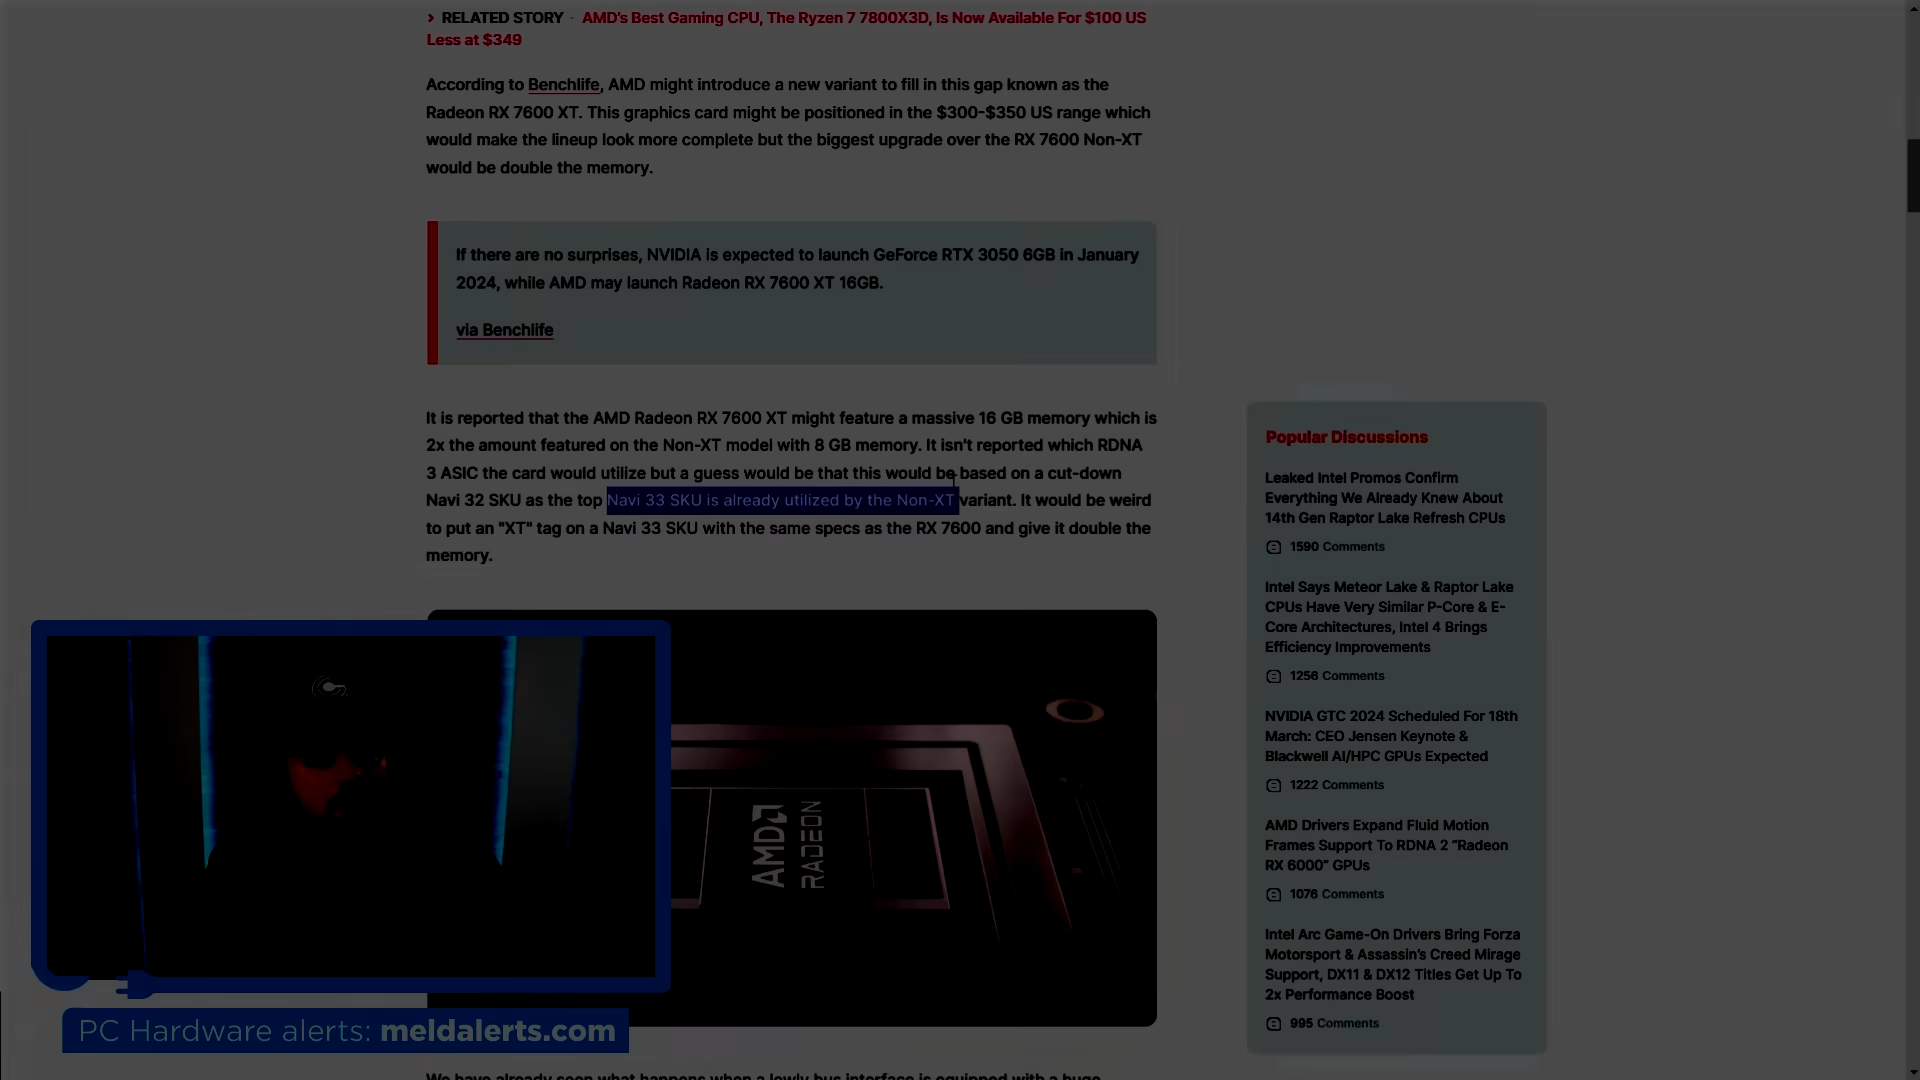 RELATED STORY · AMD's Best Gaming CPU, The Ryzen 7 7800X3D, Is Now Available For $100 US
Less at $349
According to Benchlife, AMD might introduce a new variant to fill in this gap known as the
Radeon RX 7600 XT. This graphics card might be positioned in the $300-$350 US range which
would make the lineup look more complete but the biggest upgrade over the RX 7600 Non-XT
would be double the memory.
If there are no surprises, NVIDIA is expected to launch GeForce RTX 3050 6GB in January
2024, while AMD may launch Radeon RX 7600 XT 16GB.
via Benchlife
It is reported that the AMD Radeon RX 7600 XT might feature a massive 16 GB memory which is
2x the amount featured on the Non-XT model with 8 GB memory. It isn't reported which RDNA
3 ASIC the card would utilize but a guess would be that this would be based on a cut-down
Navi 32 SKU as the top Navi 33 SKU is already utilized by the Non-XT variant. It would be weird
to put an "XT" tag on a Navi 33 SKU with the same specs as the RX 7600 and give it double the
memory.
AMD
RADEON
PC Hardware alerts: meldalerts.com
We have already seen what happens when a lowly bus interface is equipped with a huge
Popular Discussions
Leaked Intel Promos Confirm
Everything We Already Knew About
14th Gen Raptor Lake Refresh CPUs
1590 Comments
Intel Says Meteor Lake & Raptor Lake
CPUs Have Very Similar P-Core & E-
Core Architectures, Intel 4 Brings
Efficiency Improvements
1256 Comments
NVIDIA GTC 2024 Scheduled For 18th
March: CEO Jensen Keynote &
Blackwell AI/HPC GPUs Expected
1222 Comments
AMD Drivers Expand Fluid Motion
Frames Support To RDNA 2 "Radeon
RX 6000" GPUs
1076 Comments
Intel Arc Game-On Drivers Bring Forza
Motorsport & Assassin's Creed Mirage
Support, DX11 & DX12 Titles Get Up To
2x Performance Boost
995 Comments